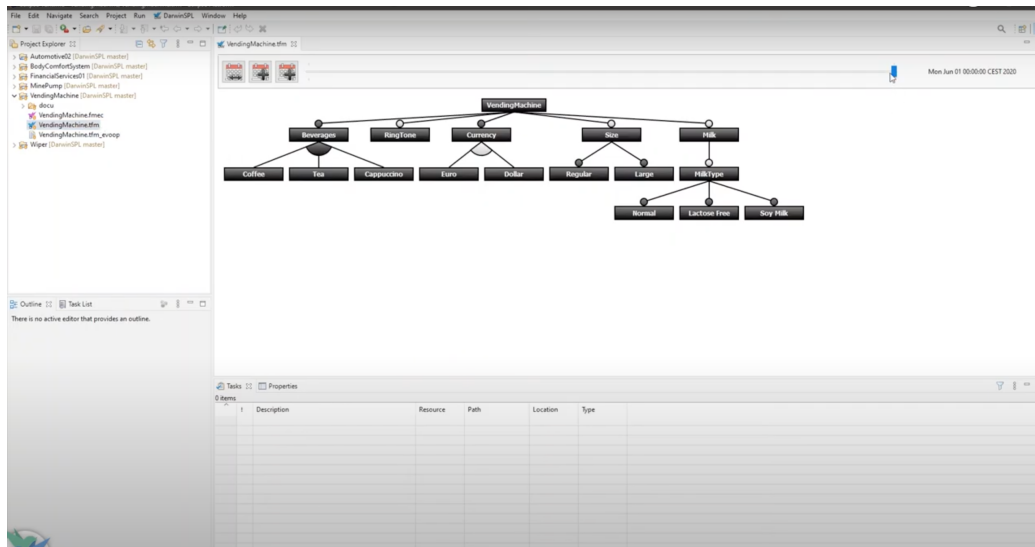 File Edit Navigate Search Project Run DarwinSPL Window Help
Project Explorer
VendingMachine.tfm
Automotive02 [DarwinSPL master]
BodyComfortSystem [DarwinSPL master]
FinancialServices01 [DarwinSPL master]
MinePump [DarwinSPL master]
VendingMachine [DarwinSPL master]
docu
VendingMachine.fmec
VendingMachine.tfm
VendingMachine.tfm_evoop
Wiper [DarwinSPL master]
Mon Jun 01 00:00:00 CEST 2020
VendingMachine
Beverages RingTone Currency Size Milk
Coffee Tea Cappuccino Euro Dollar Regular Large MilkType
Normal Lactose Free Soy Milk
Outline Task List
There is no active editor that provides an outline.
Tasks Properties
0 items
! Description Resource Path Location Type